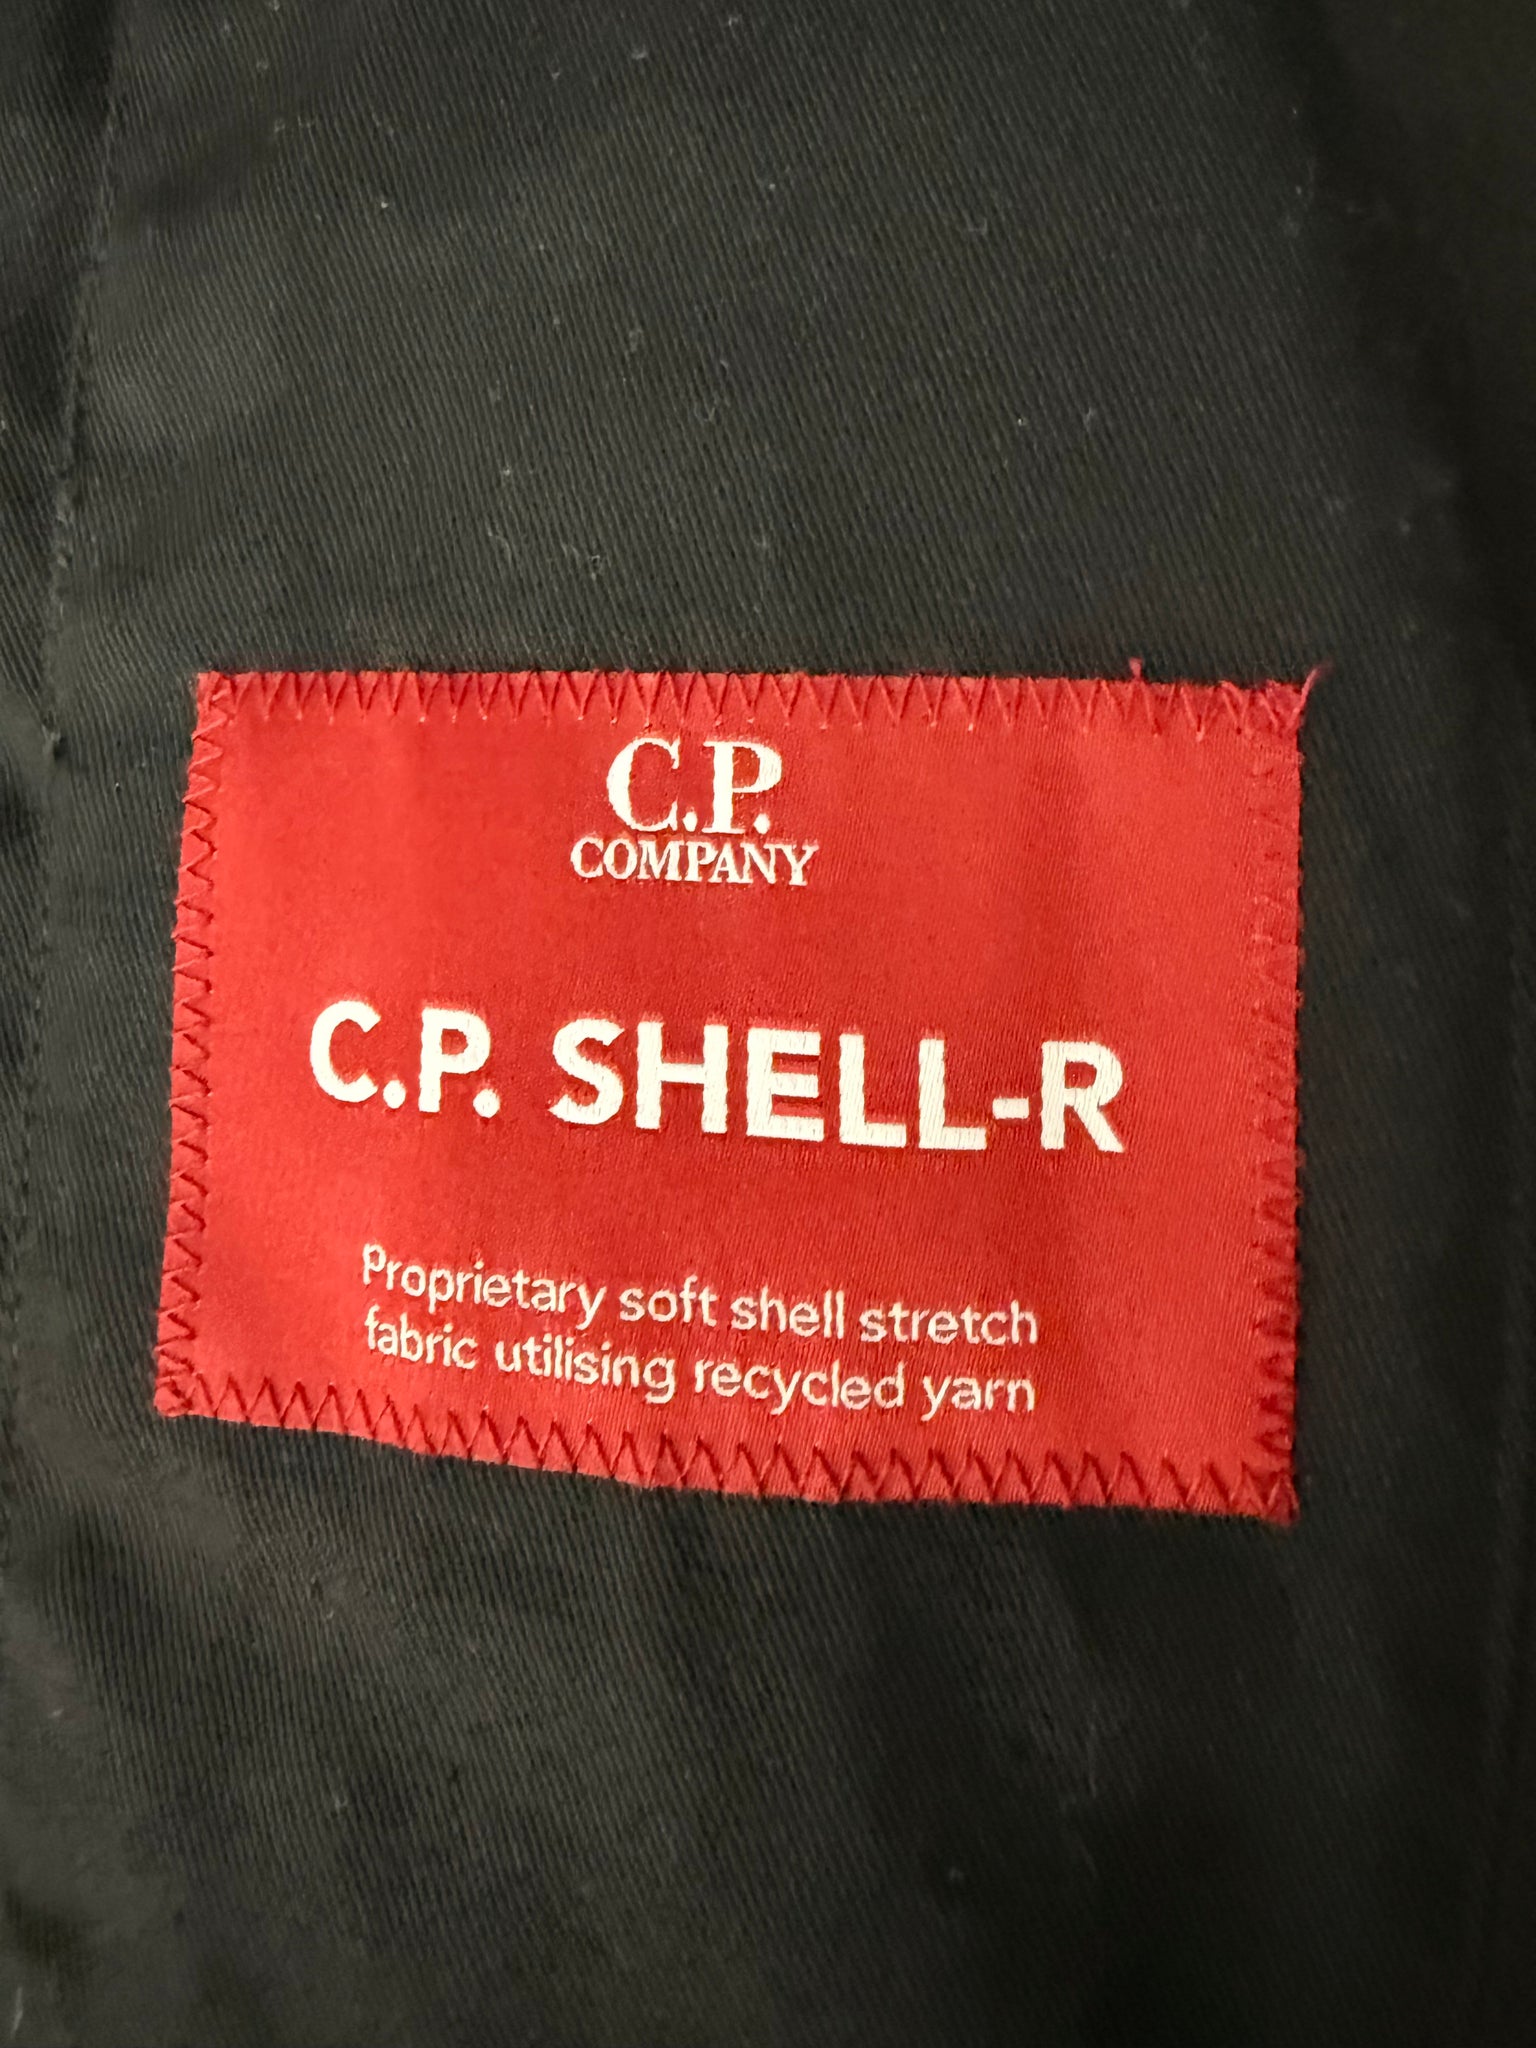 C.P.
COMPANY
C.P. SHELL-R
Proprietary soft shell stretch
fabric utilising recycled yarn